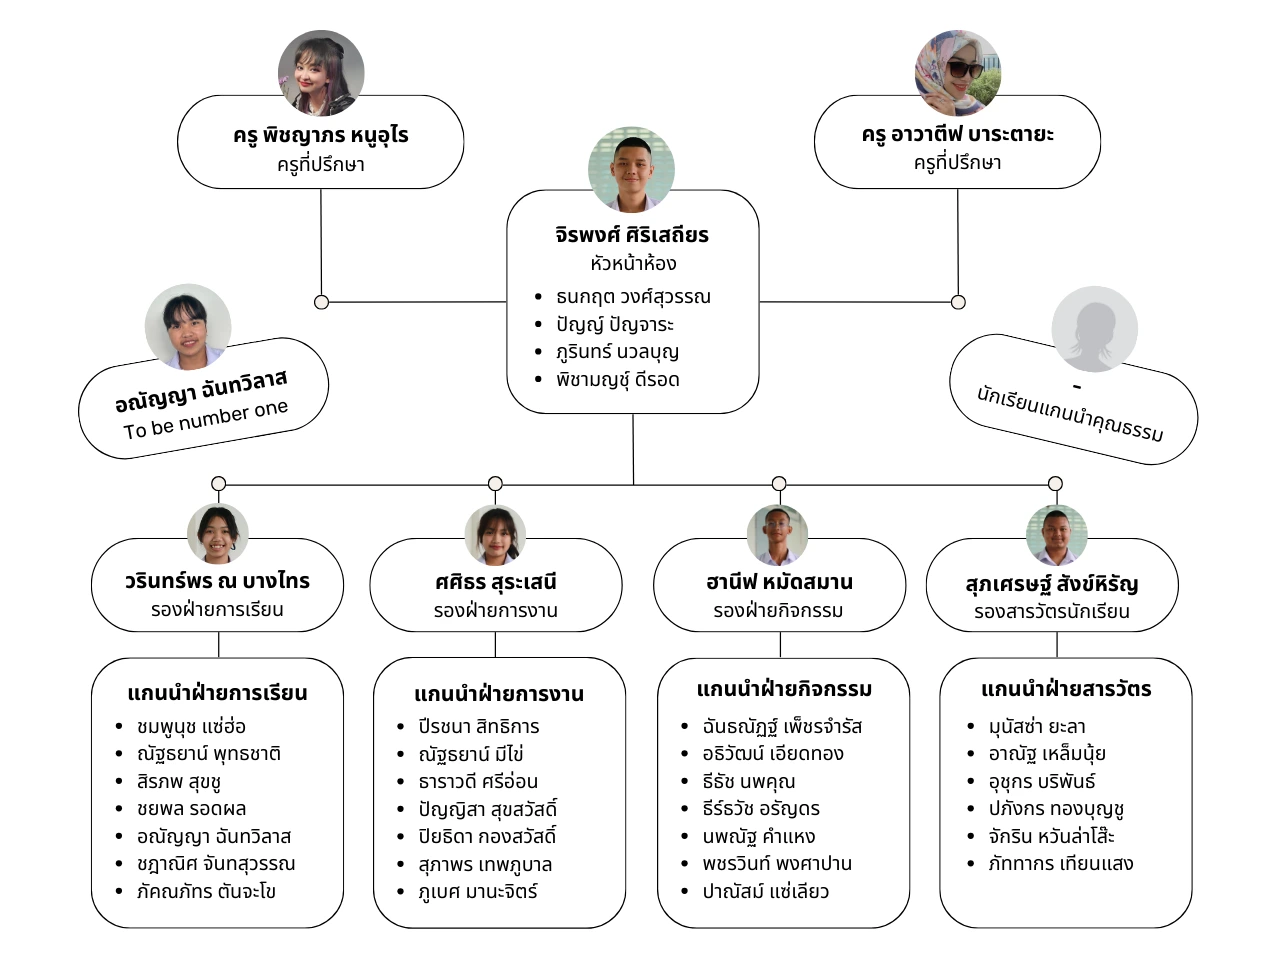 ครู พิชญาภร หนูอุไร
ครูที่ปรึกษา
ครู อาวาตีฟ บาระตายะ
ครูที่ปรึกษา
จิรพงศ์ ศิริเสถียร
หัวหน้าห้อง
• ธนกฤต วงศ์สุวรรณ
• ปัญญ์ ปัญจาระ
• ภูรินทร์ นวลบุญ
• พิชามญชุ์ ดีรอด
อณัญญา ฉันทวิลาส
To be number one
-
นักเรียนแกนนำคุณธรรม
วรินทร์พร ณ บางไทร
รองฝ่ายการเรียน
ศศิธร สุระเสนี
รองฝ่ายการงาน
ฮานีฟ หมัดสมาน
รองฝ่ายกิจกรรม
สุภเศรษฐ์ สังข์หิรัญ
รองสารวัตรนักเรียน
แกนนำฝ่ายการเรียน
• ชมพูนุช แซ่ฮ่อ
• ณัฐธยาน์ พุทธชาติ
• สิรภพ สุขชู
• ชยพล รอดผล
• อณัญญา ฉันทวิลาส
• ชฎาณิศ จันทสุวรรณ
• ภัคณภัทร ตันจะโข
แกนนำฝ่ายการงาน
• ปีรชนา สิทธิการ
• ณัฐธยาน์ มีไข่
• ธาราวดี ศรีอ่อน
• ปัญญิสา สุขสวัสดิ์
• ปิยธิดา กองสวัสดิ์
• สุภาพร เทพภูบาล
• ภูเบศ มานะจิตร์
แกนนำฝ่ายกิจกรรม
• ฉันธณัฏฐ์ เพ็ชรจำรัส
• อธิวัฒน์ เอียดทอง
• ธีธัช นพคุณ
• ธีร์ธวัช อรัญดร
• นพณัฐ คำแหง
• พชรวินท์ พงศาปาน
• ปาณัสม์ แซ่เลียว
แกนนำฝ่ายสารวัตร
• มุนัสซ่า ยะลา
• อาณัฐ เหล็มนุ้ย
• อุชุกร บริพันธ์
• ปภังกร ทองบุญชู
• จักริน หวันล่าโส๊ะ
• ภัททากร เทียนแสง